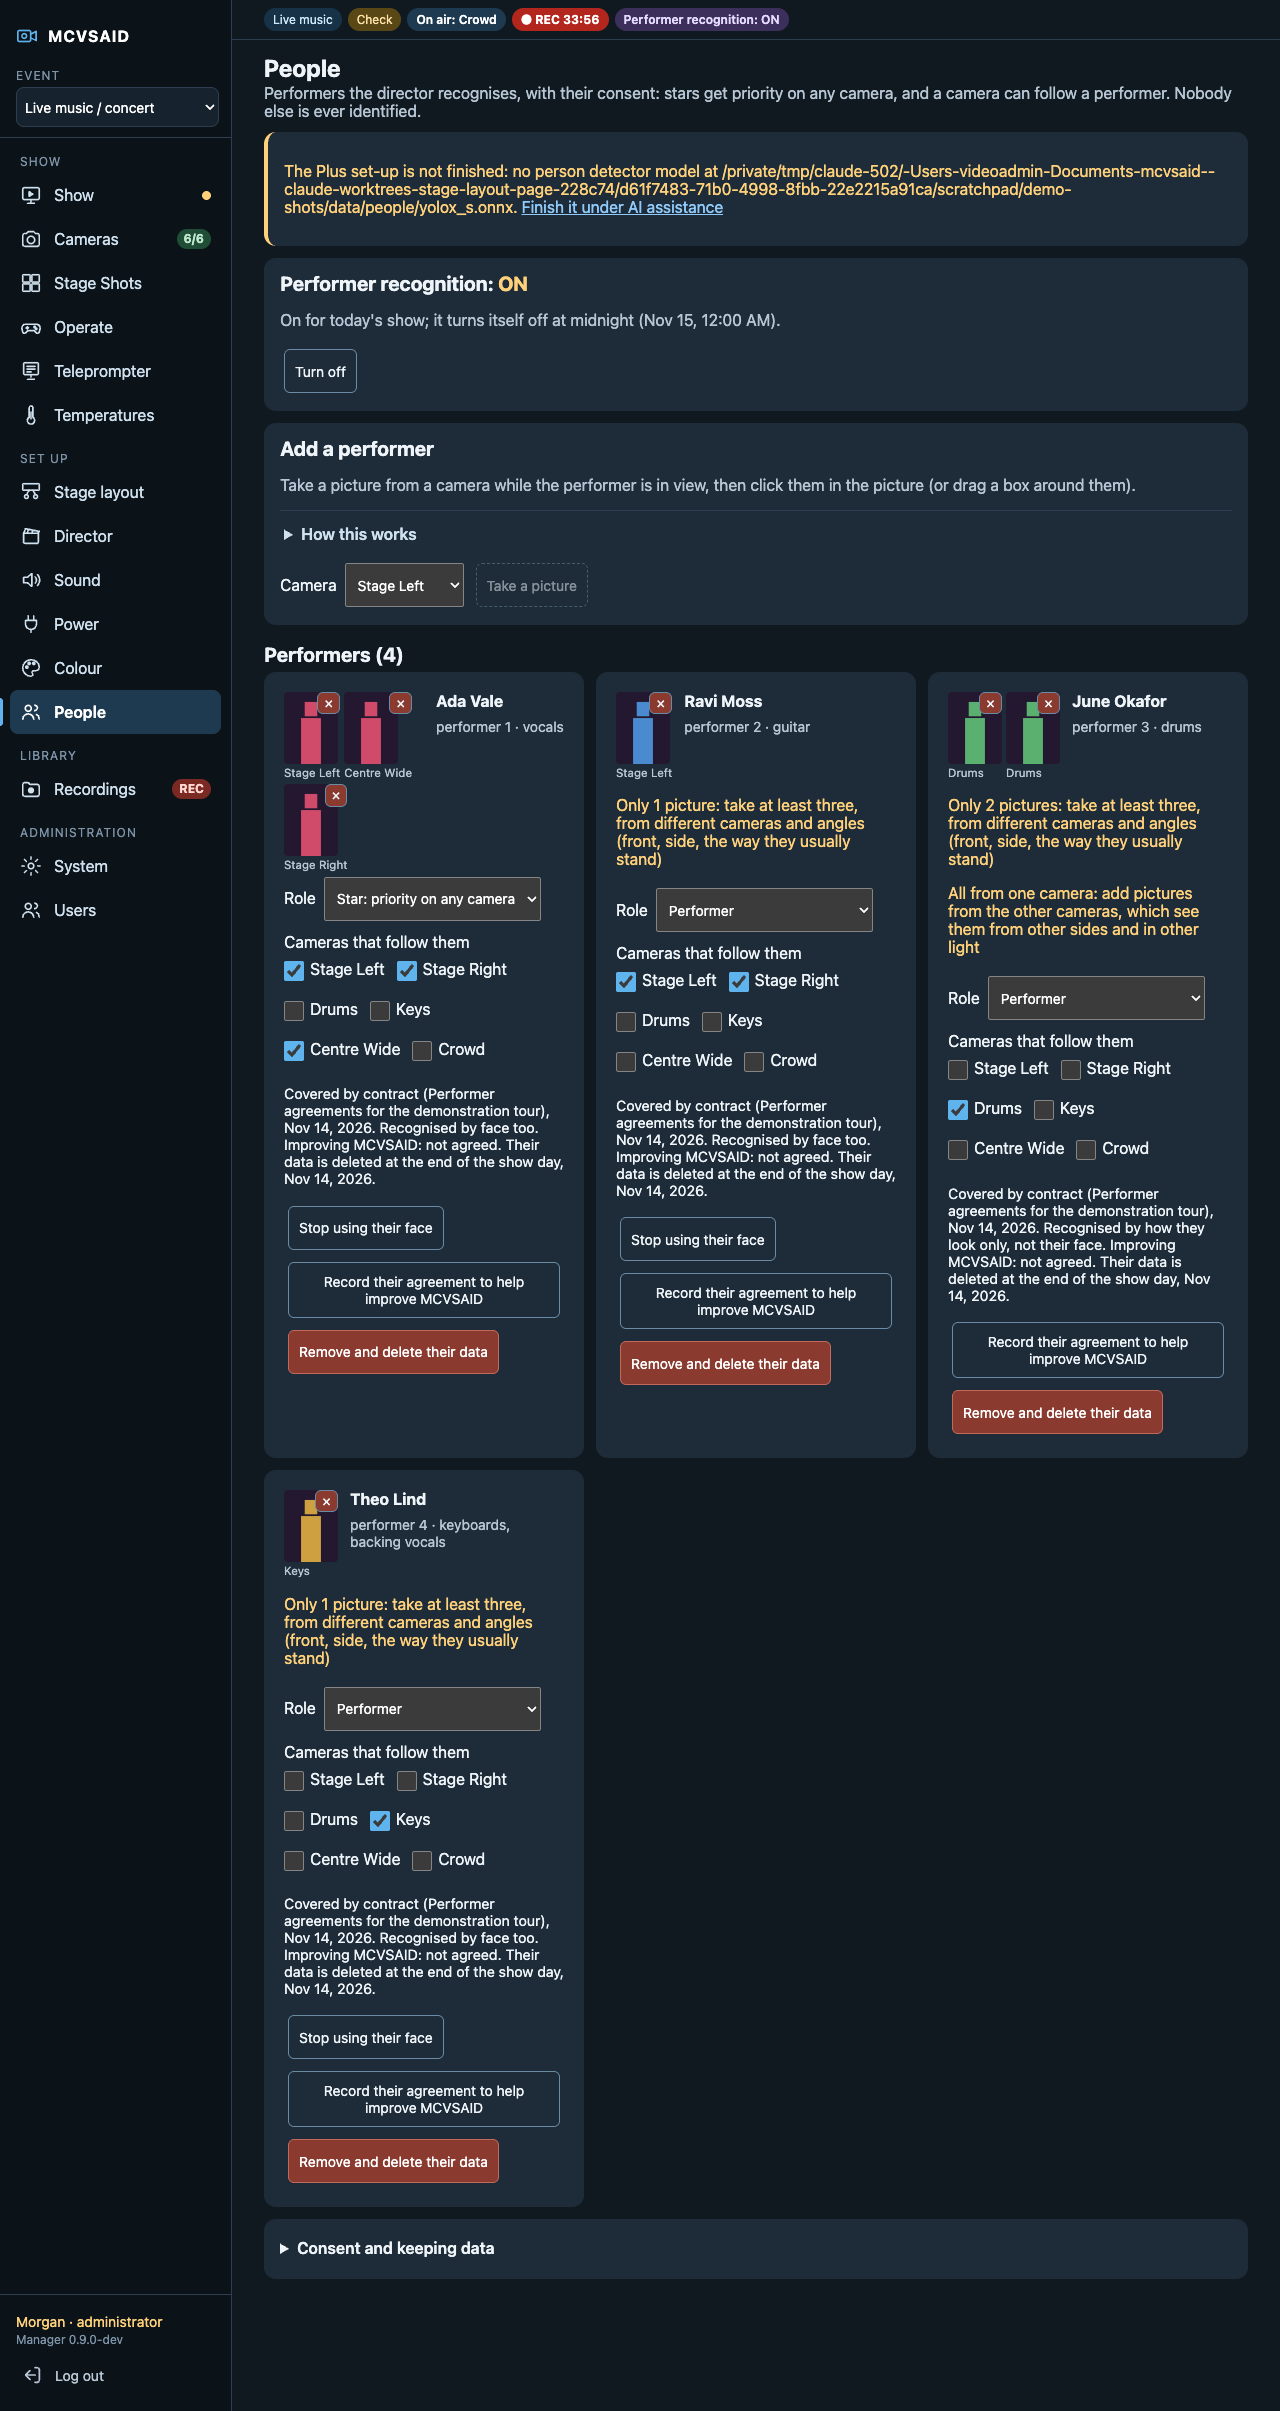 MCVSAID
EVENT
Live music / concert
SHOW
Show
Cameras 6/6
Stage Shots
Operate
Teleprompter
Temperatures
SET UP
Stage layout
Director
Sound
Power
Colour
People
LIBRARY
Recordings REC
ADMINISTRATION
System
Users
Morgan · administrator
Manager 0.9.0-dev
Log out
Live music Check On air: Crowd REC 33:56 Performer recognition: ON
People
Performers the director recognises, with their consent: stars get priority on any camera, and a camera can follow a performer. Nobody
else is ever identified.
The Plus set-up is not finished: no person detector model at /private/tmp/claude-502/-Users-videoadmin-Documents-mcvsaid--
claude-worktrees-stage-layout-page-228c74/d61f7483-71b0-4998-8fbb-22e2215a91ca/scratchpad/demo-
shots/data/people/yolox_s.onnx. Finish it under AI assistance
Performer recognition: ON
On for today's show; it turns itself off at midnight (Nov 15, 12:00 AM).
Turn off
Add a performer
Take a picture from a camera while the performer is in view, then click them in the picture (or drag a box around them).
How this works
Camera Stage Left Take a picture
Performers (4)
Ada Vale
performer 1 · vocals
Stage Left Centre Wide
Stage Right
Role Star: priority on any camera
Cameras that follow them
Stage Left Stage Right
Drums Keys
Centre Wide Crowd
Covered by contract (Performer
agreements for the demonstration tour),
Nov 14, 2026. Recognised by face too.
Improving MCVSAID: not agreed. Their
data is deleted at the end of the show day,
Nov 14, 2026.
Stop using their face
Record their agreement to help
improve MCVSAID
Remove and delete their data
Ravi Moss
performer 2 · guitar
Stage Left
Only 1 picture: take at least three,
from different cameras and angles
(front, side, the way they usually
stand)
Role Performer
Cameras that follow them
Stage Left Stage Right
Drums Keys
Centre Wide Crowd
Covered by contract (Performer
agreements for the demonstration tour),
Nov 14, 2026. Recognised by face too.
Improving MCVSAID: not agreed. Their
data is deleted at the end of the show day,
Nov 14, 2026.
Stop using their face
Record their agreement to help
improve MCVSAID
Remove and delete their data
June Okafor
performer 3 · drums
Drums Drums
Only 2 pictures: take at least three,
from different cameras and angles
(front, side, the way they usually
stand)
All from one camera: add pictures
from the other cameras, which see
them from other sides and in other
light
Role Performer
Cameras that follow them
Stage Left Stage Right
Drums Keys
Centre Wide Crowd
Covered by contract (Performer
agreements for the demonstration tour),
Nov 14, 2026. Recognised by how they
look only, not their face. Improving
MCVSAID: not agreed. Their data is
deleted at the end of the show day, Nov
14, 2026.
Record their agreement to help
improve MCVSAID
Remove and delete their data
Theo Lind
performer 4 · keyboards,
backing vocals
Keys
Only 1 picture: take at least three,
from different cameras and angles
(front, side, the way they usually
stand)
Role Performer
Cameras that follow them
Stage Left Stage Right
Drums Keys
Centre Wide Crowd
Covered by contract (Performer
agreements for the demonstration tour),
Nov 14, 2026. Recognised by face too.
Improving MCVSAID: not agreed. Their
data is deleted at the end of the show day,
Nov 14, 2026.
Stop using their face
Record their agreement to help
improve MCVSAID
Remove and delete their data
Consent and keeping data